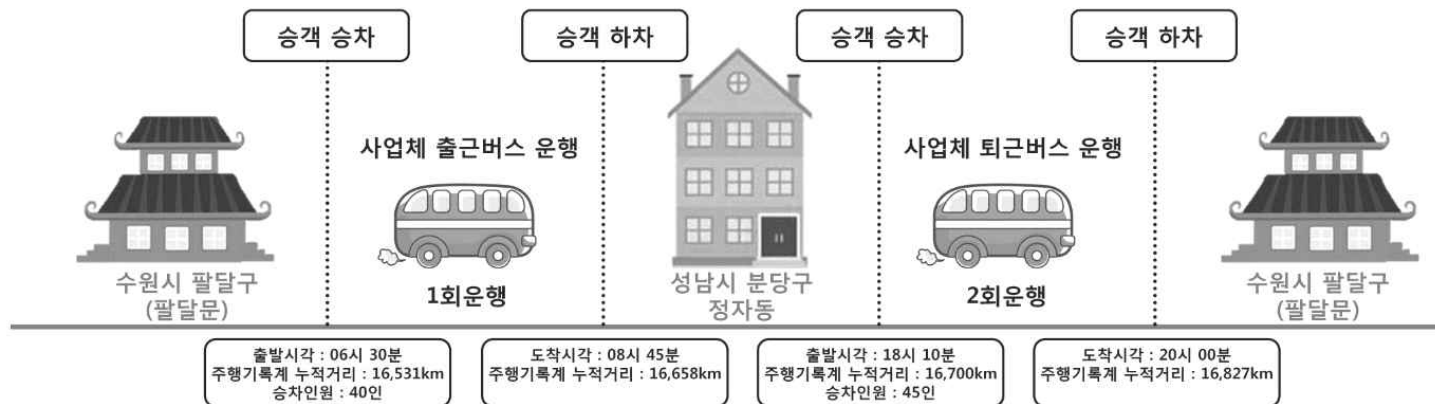 승객 승차
승객 하차
승객 승차
승객 하차
사업체 출근버스 운행
사업체 퇴근버스 운행
수원시 팔달구
(팔달문)
1회운행
성남시 분당구
정자동
2회운행
수원시 팔달구
(팔달문)
출발시각 : 06시 30분
주행기록계 누적거리 : 16,531km
승차인원 : 40인
도착시각 : 08시 45분
주행기록계 누적거리 : 16,658km
출발시각 : 18시 10분
주행기록계 누적거리 : 16,700km
승차인원 : 45인
도착시각 : 20시 00분
주행기록계 누적거리 : 16,827km